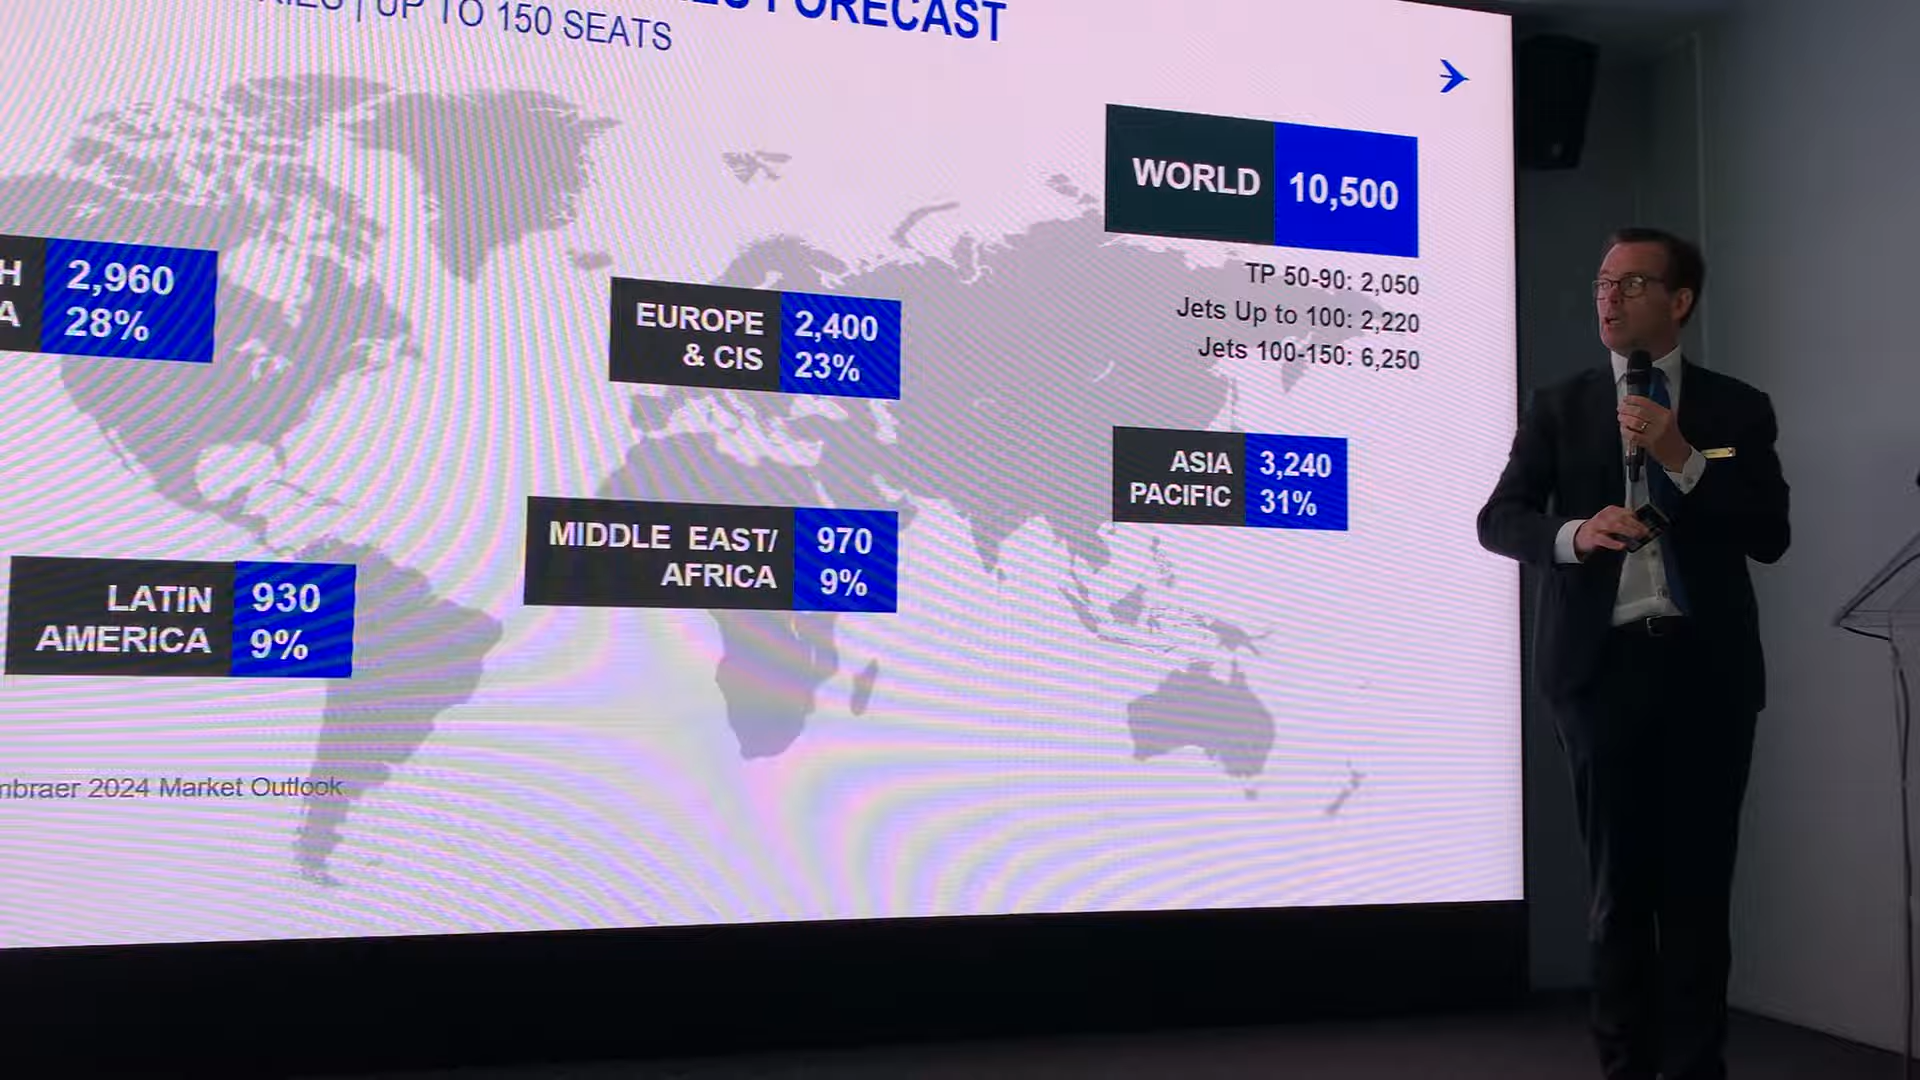 FORECAST
UP TO 150 SEATS
WORLD 10,500
TP 50-90: 2,050
Jets Up to 100: 2,220
Jets 100-150: 6,250
H 2,960
A 28%
EUROPE 2,400
& CIS 23%
ASIA 3,240
PACIFIC 31%
MIDDLE EAST/ 970
AFRICA 9%
LATIN 930
AMERICA 9%
mbraer 2024 Market Outlook